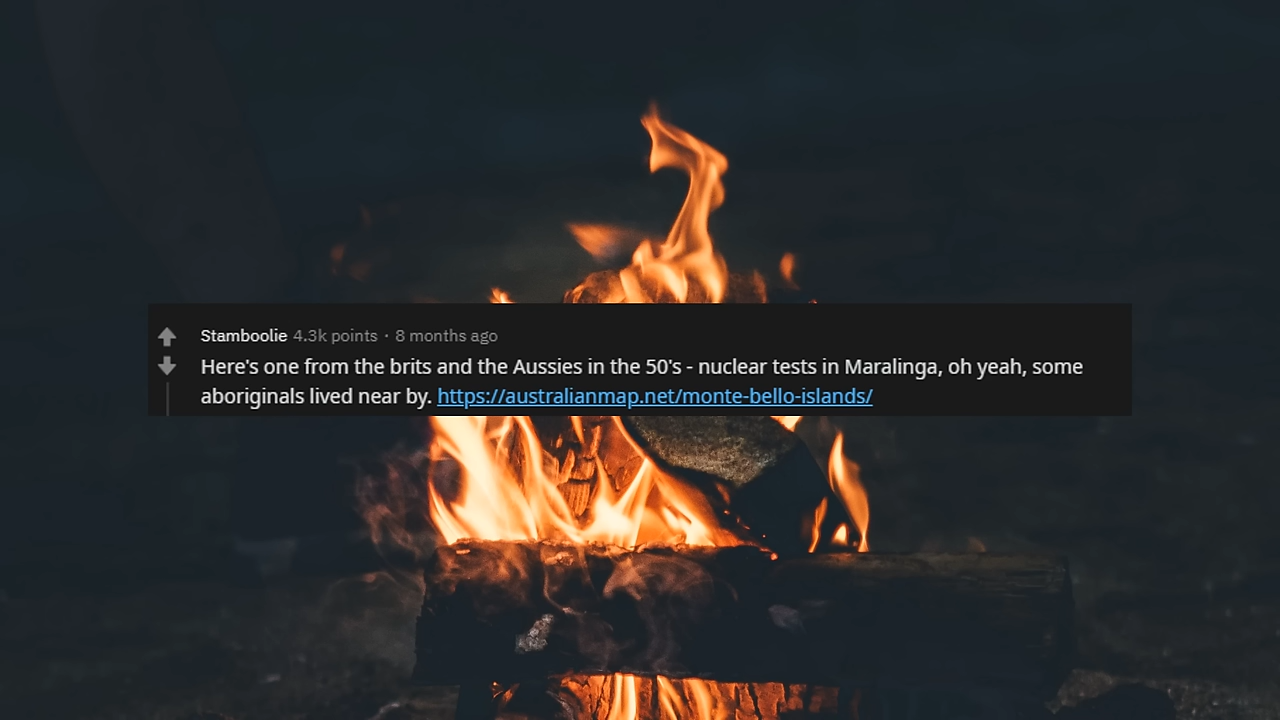 Stamboolie 4.3k points · 8 months ago
Here's one from the brits and the Aussies in the 50's - nuclear tests in Maralinga, oh yeah, some
aboriginals lived near by. https://australianmap.net/monte-bello-islands/